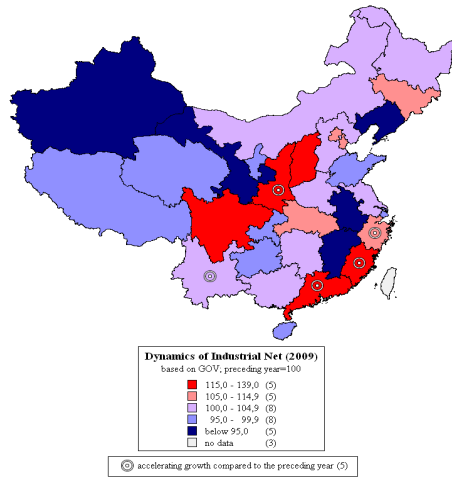 Dynamics of Industrial Net (2009)
based on GOV; preceding year=100
115,0 - 139,0 (5)
105,0 - 114,9 (5)
100,0 - 104,9 (8)
95,0 - 99,9 (8)
below 95,0 (5)
no data (3)
accelerating growth compared to the preceding year (5)